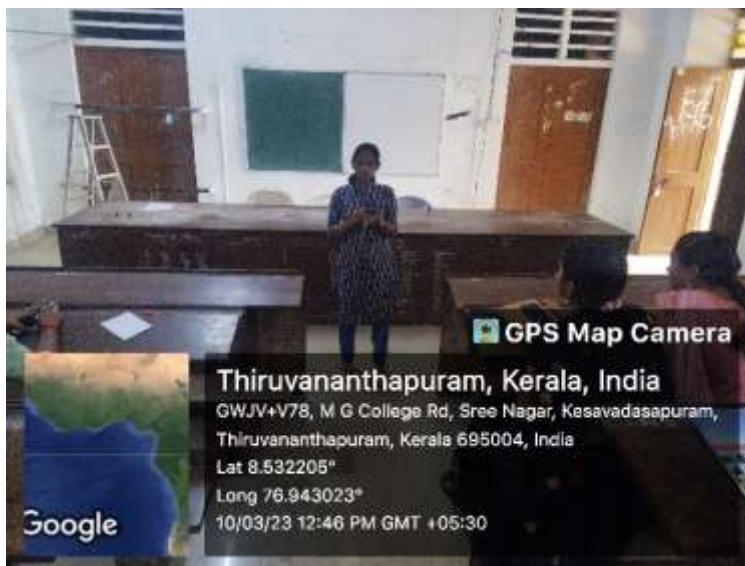 GPS Map Camera
Thiruvananthapuram, Kerala, India
GWJV+V78, M G College Rd, Sree Nagar, Kesavadasapuram,
Thiruvananthapuram, Kerala 695004, India
Lat 8.532205°
Long 76.943023°
10/03/23 12:46 PM GMT +05:30
Google